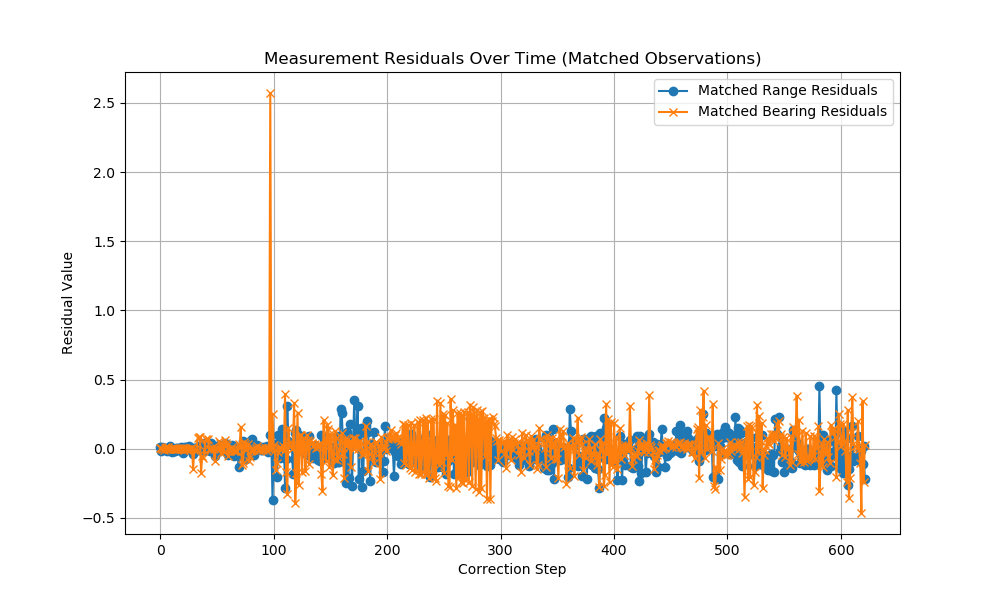 Measurement Residuals Over Time (Matched Observations)
Matched Range Residuals
Matched Bearing Residuals
Residual Value
2.5
2.0
1.5
1.0
0.5
0.0
−0.5
0 100 200 300 400 500 600
Correction Step